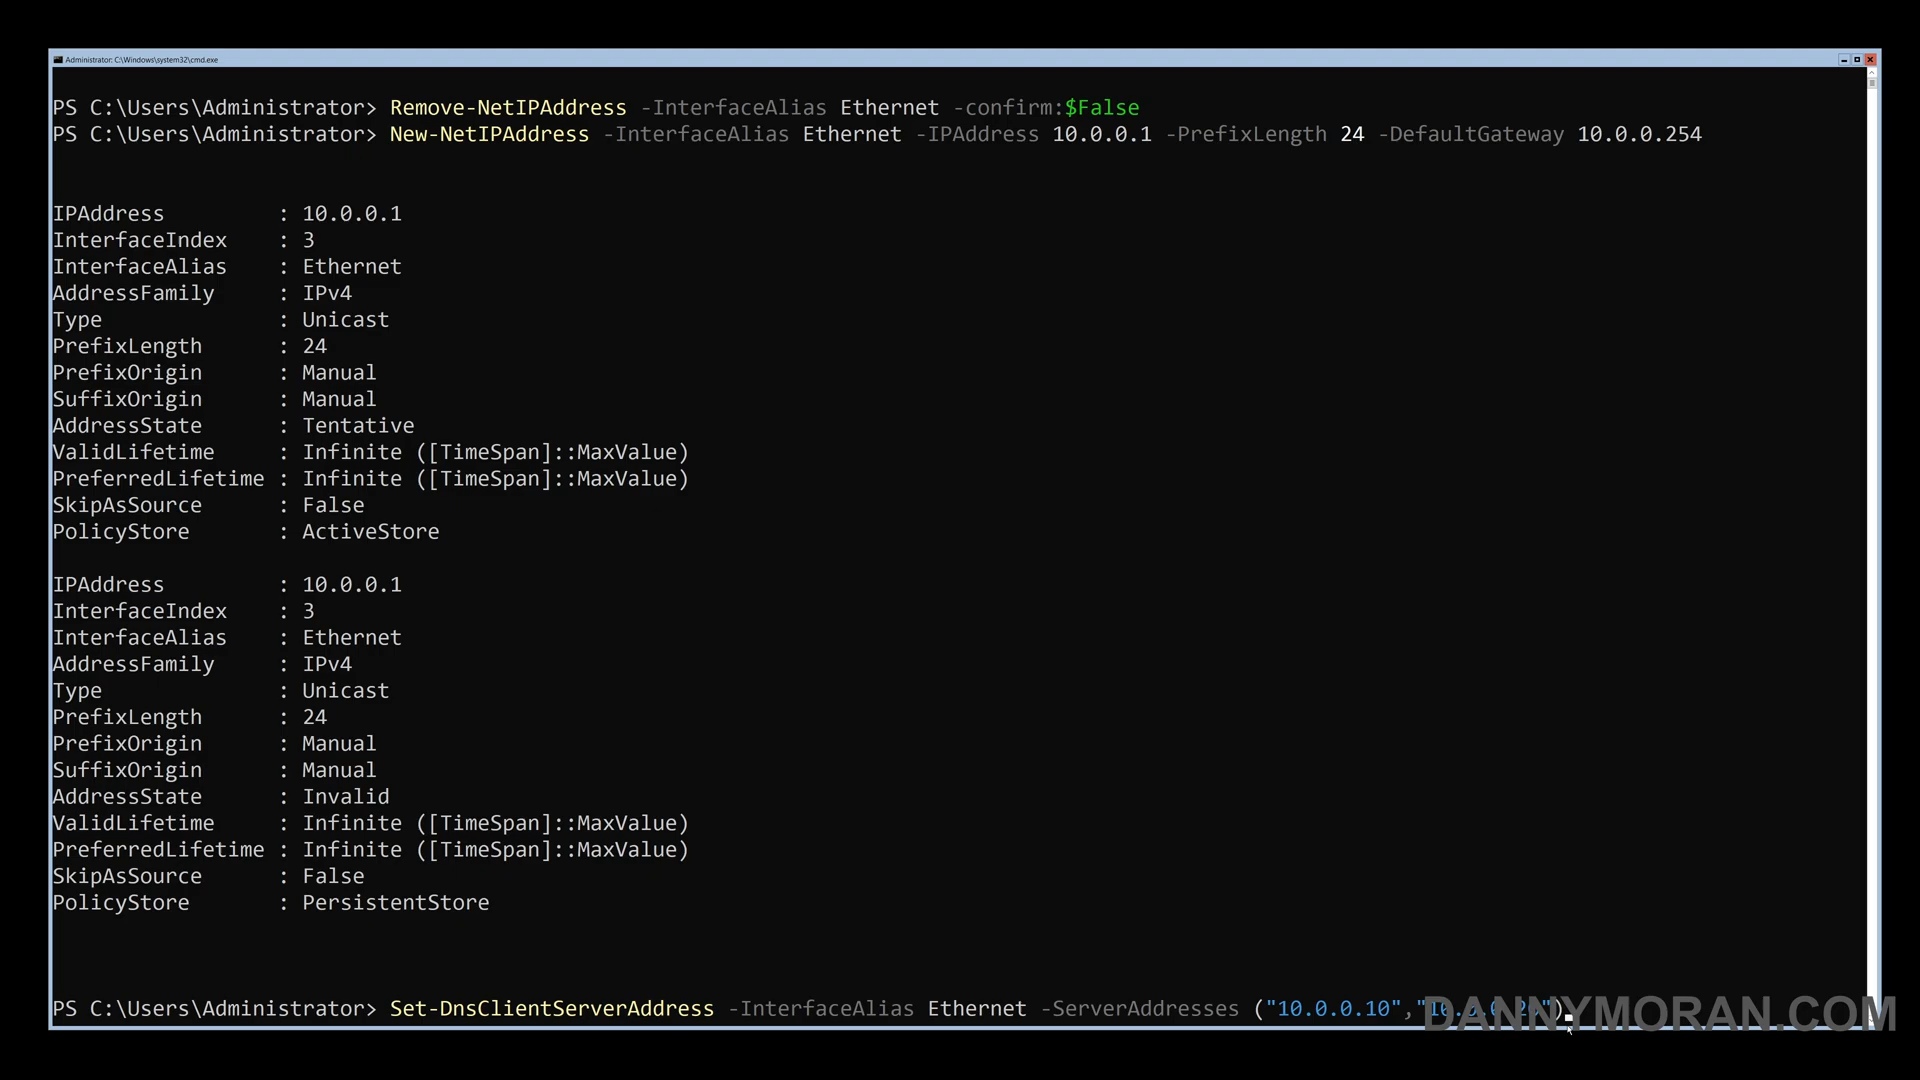 Administrator: C:\Windows\system32\cmd.exe
PS C:\Users\Administrator> Remove-NetIPAddress -InterfaceAlias Ethernet -confirm:$False
PS C:\Users\Administrator> New-NetIPAddress -InterfaceAlias Ethernet -IPAddress 10.0.0.1 -PrefixLength 24 -DefaultGateway 10.0.0.254
IPAddress         : 10.0.0.1
InterfaceIndex    : 3
InterfaceAlias    : Ethernet
AddressFamily     : IPv4
Type              : Unicast
PrefixLength      : 24
PrefixOrigin      : Manual
SuffixOrigin      : Manual
AddressState      : Tentative
ValidLifetime     : Infinite ([TimeSpan]::MaxValue)
PreferredLifetime : Infinite ([TimeSpan]::MaxValue)
SkipAsSource      : False
PolicyStore       : ActiveStore
IPAddress         : 10.0.0.1
InterfaceIndex    : 3
InterfaceAlias    : Ethernet
AddressFamily     : IPv4
Type              : Unicast
PrefixLength      : 24
PrefixOrigin      : Manual
SuffixOrigin      : Manual
AddressState      : Invalid
ValidLifetime     : Infinite ([TimeSpan]::MaxValue)
PreferredLifetime : Infinite ([TimeSpan]::MaxValue)
SkipAsSource      : False
PolicyStore       : PersistentStore
PS C:\Users\Administrator> Set-DnsClientServerAddress -InterfaceAlias Ethernet -ServerAddresses ("10.0.0.10",
DANNYMORAN.COM